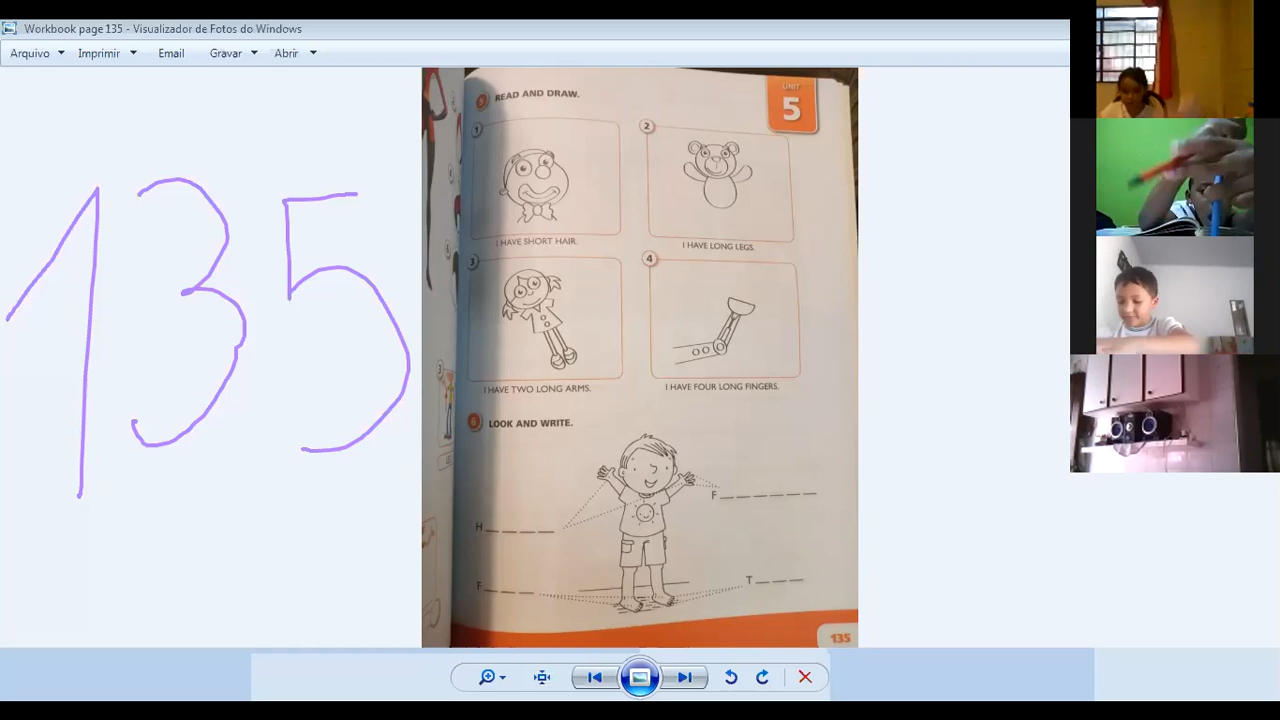 Workbook page 135 - Visualizador de Fotos do Windows
Arquivo Imprimir Email Gravar Abrir
135
5 READ AND DRAW.
UNIT
5
1
2
I HAVE SHORT HAIR.
I HAVE LONG LEGS.
3
4
I HAVE TWO LONG ARMS.
I HAVE FOUR LONG FINGERS.
6 LOOK AND WRITE.
F _ _ _ _ _ _
H _ _ _ _
F _ _ _
T _ _ _
135